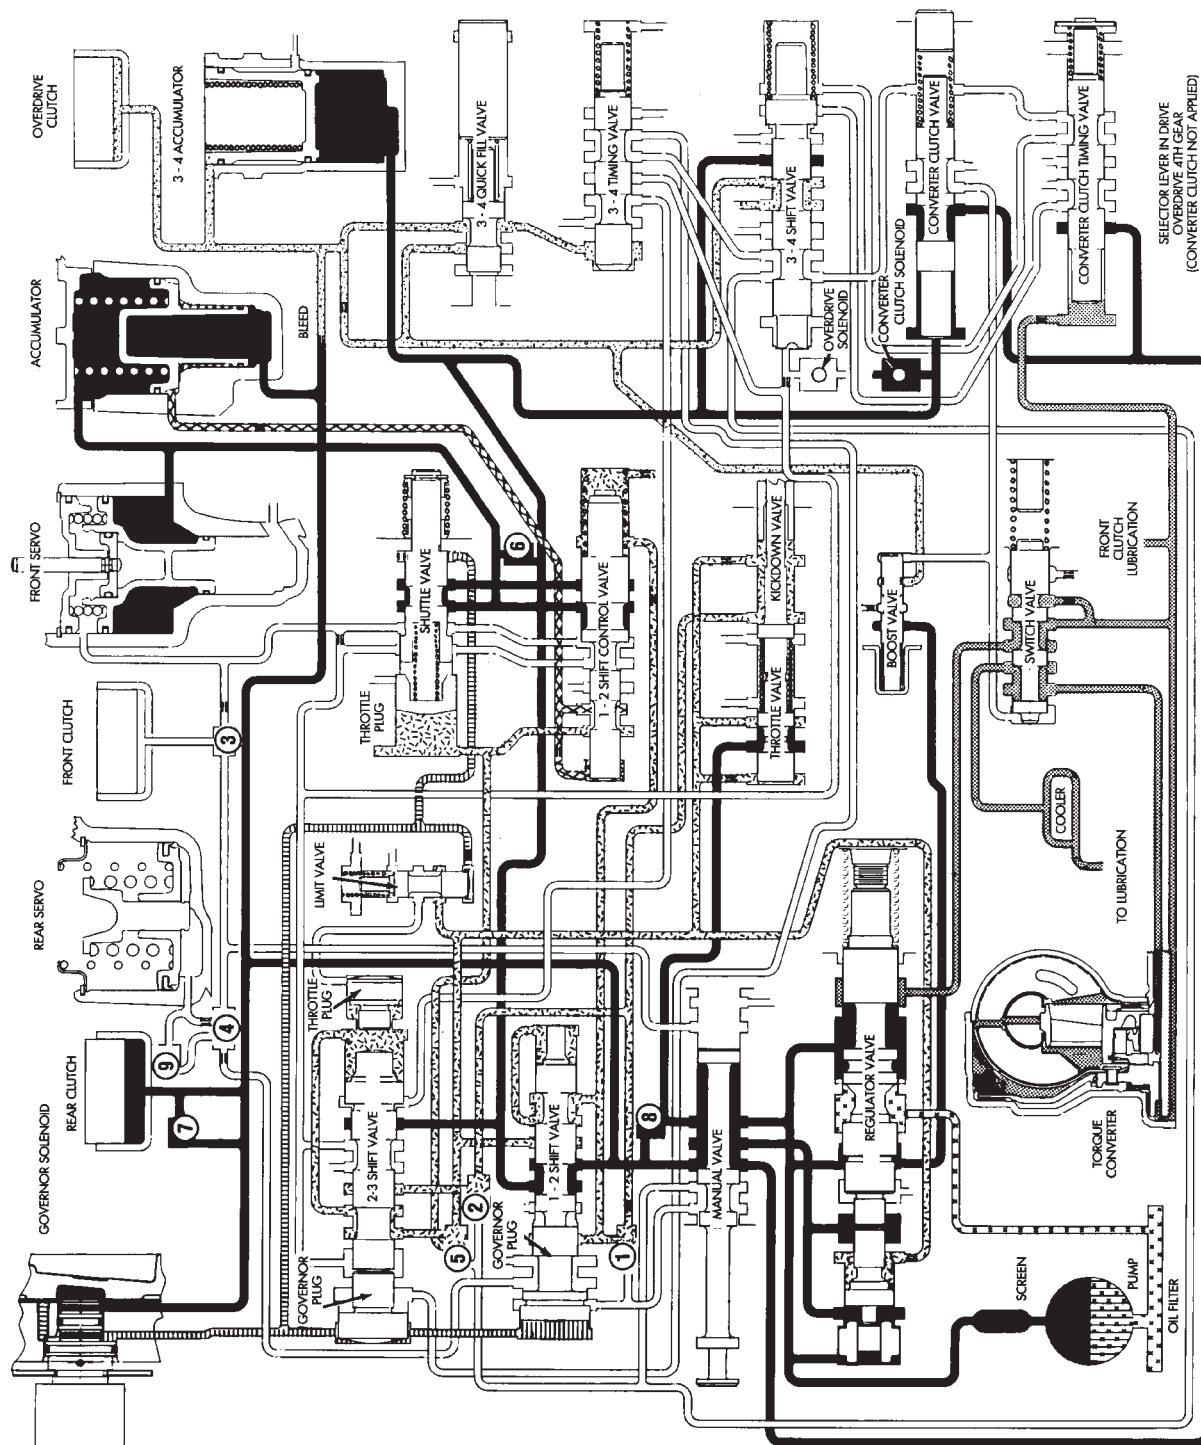 OVERDRIVE
CLUTCH
3 - 4 ACCUMULATOR
3 - 4 QUICK FILL VALVE
3 - 4 TIMING VALVE
3 - 4 SHIFT VALVE
CONVERTER CLUTCH VALVE
CONVERTER CLUTCH TIMING VALVE
SELECTOR LEVER IN DRIVE
OVERDRIVE 4TH GEAR
(CONVERTER CLUTCH NOT APPLIED)
ACCUMULATOR
BLEED
OVERDRIVE
SOLENOID
CONVERTER
CLUTCH SOLENOID
FRONT SERVO
SHUTTLE VALVE
6
1 - 2 SHIFT CONTROL VALVE
KICKDOWN VALVE
BOOST VALVE
SWITCH VALVE
FRONT
CLUTCH
LUBRICATION
FRONT CLUTCH
3
THROTTLE
PLUG
THROTTLE VALVE
COOLER
REAR SERVO
LIMIT VALVE
TO LUBRICATION
REAR CLUTCH
7
9
4
THROTTLE
PLUG
2-3 SHIFT VALVE
1 - 2 SHIFT VALVE
8
MANUAL VALVE
REGULATOR VALVE
TORQUE
CONVERTER
GOVERNOR SOLENOID
GOVERNOR
PLUG
5
2
GOVERNOR
PLUG
1
SCREEN
PUMP
OIL FILTER